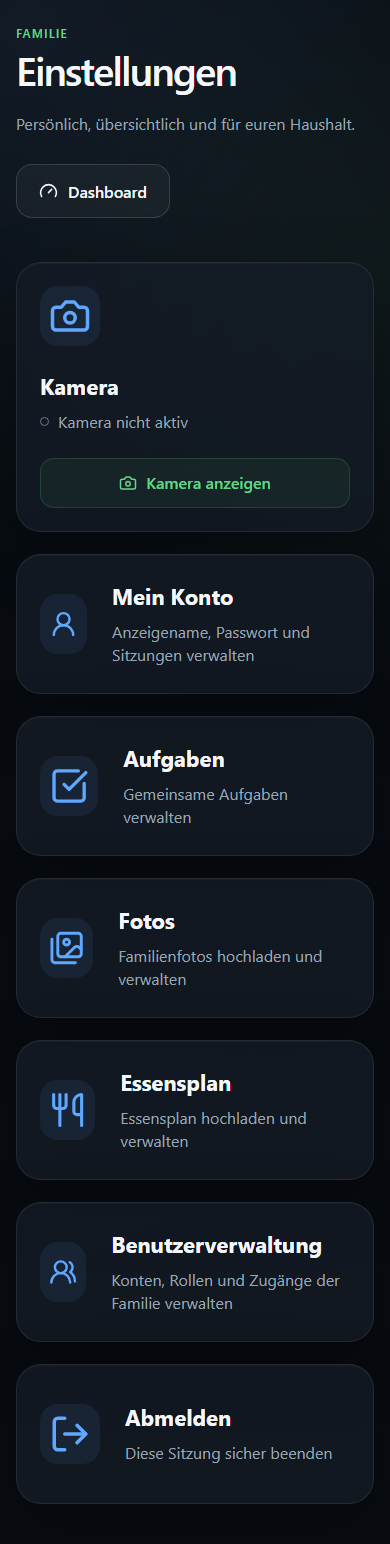 FAMILIE
Einstellungen
Persönlich, übersichtlich und für euren Haushalt.
Dashboard
Kamera
Kamera nicht aktiv
Kamera anzeigen
Mein Konto
Anzeigename, Passwort und
Sitzungen verwalten
Aufgaben
Gemeinsame Aufgaben
verwalten
Fotos
Familienfotos hochladen und
verwalten
Essensplan
Essensplan hochladen und
verwalten
Benutzerverwaltung
Konten, Rollen und Zugänge der
Familie verwalten
Abmelden
Diese Sitzung sicher beenden